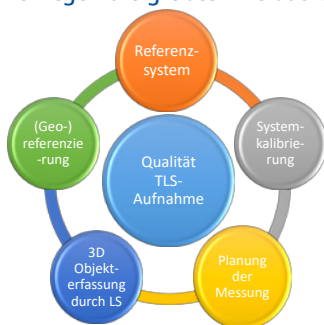 Referenz-
system
(Geo-)
referenzie
-rung
System-
kalibrie-
rung
Qualität
TLS-
Aufnahme
3D
Objekt-
erfassung
durch LS
Planung
der
Messung